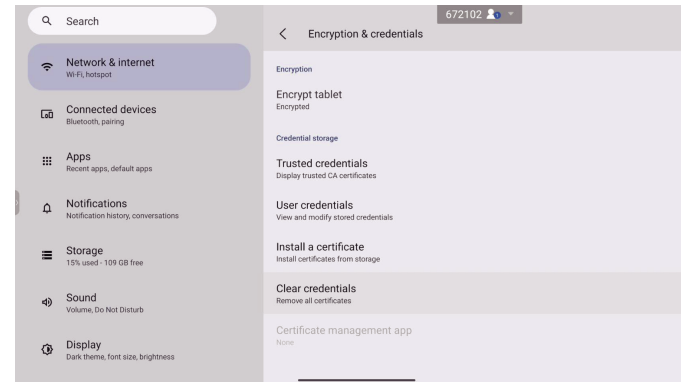 Search
Network & internet
Wi-Fi, hotspot
Connected devices
Bluetooth, pairing
Apps
Recent apps, default apps
Notifications
Notification history, conversations
Storage
15% used - 109 GB free
Sound
Volume, Do Not Disturb
Display
Dark theme, font size, brightness
672102
Encryption & credentials
Encryption
Encrypt tablet
Encrypted
Credential storage
Trusted credentials
Display trusted CA certificates
User credentials
View and modify stored credentials
Install a certificate
Install certificates from storage
Clear credentials
Remove all certificates
Certificate management app
None